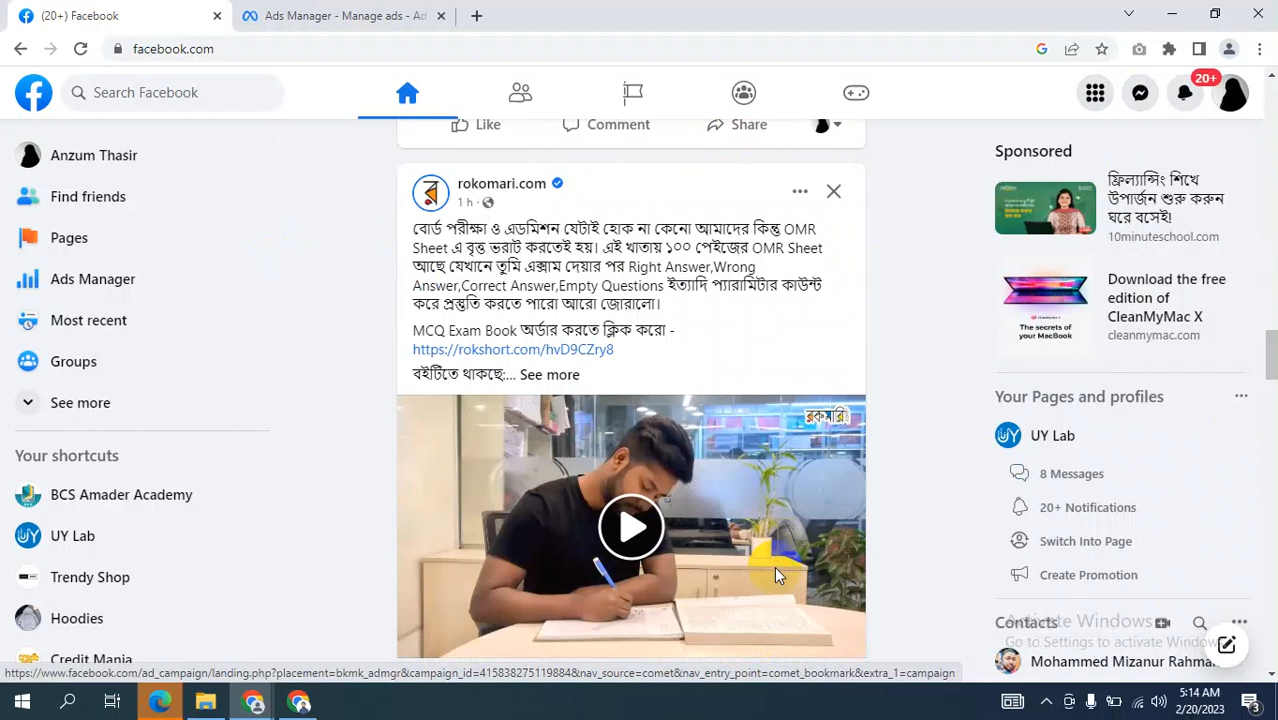 (20+) Facebook
Ads Manager - Manage ads - Ad
facebook.com
Search Facebook
20+
Like
Comment
Share
Anzum Thasir
Find friends
Pages
Ads Manager
Most recent
Groups
See more
Your shortcuts
BCS Amader Academy
UY Lab
Trendy Shop
Hoodies
Credit Mania
rokomari.com
1 h
বোর্ড পরীক্ষা ও এডমিশন যেটাই হোক না কেনো আমাদের কিন্তু OMR
Sheet এ বৃত্ত ভরাট করতেই হয়। এই খাতায় ১০০ পেইজের OMR Sheet
আছে যেখানে তুমি এক্সাম দেয়ার পর Right Answer,Wrong
Answer,Correct Answer,Empty Questions ইত্যাদি প্যারামিটার কাউন্ট
করে প্রস্তুতি করতে পারো আরো জোরালো।
MCQ Exam Book অর্ডার করতে ক্লিক করো -
https://rokshort.com/hvD9CZry8
বইটিতে থাকছে:... See more
রকমারি
Sponsored
ফ্রিল্যান্সিং শিখে
উপার্জন শুরু করুন
ঘরে বসেই!
10minuteschool.com
The secrets of
your MacBook
Download the free
edition of
CleanMyMac X
cleanmymac.com
Your Pages and profiles
UY Lab
8 Messages
20+ Notifications
Switch Into Page
Create Promotion
Contacts
Activate Windows
Go to Settings to activate Windows
Mohammed Mizanur Rahma
https://www.facebook.com/ad_campaign/landing.php?placement=bkmk_admgr&campaign_id=415838275119884&nav_source=comet&nav_entry_point=comet_bookmark&extra_1=campaign
5:14 AM
2/20/2023
3